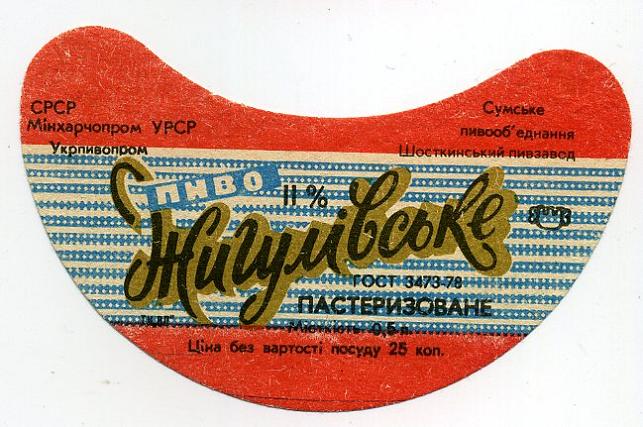 СРСР
Мінхарчопром УРСР
Укрпивопром
Сумське
пивооб'еднання
Шосткинський пивзавод
ПИВО
11%
Жигулівське
ГОСТ 3473-78
ПАСТЕРИЗОВАНЕ
Місткість 0,5 л.
Ціна без вартості посуду 25 коп.